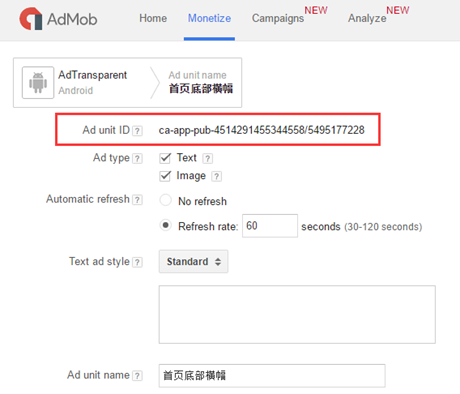 AdMob Home Monetize Campaigns NEW Analyze NEW
AdTransparent Ad unit name
Android 首页底部横幅
Ad unit ID ? ca-app-pub-4514291455344558/5495177228
Ad type ? Text ?
Image ?
Automatic refresh ? No refresh
Refresh rate: 60 seconds (30-120 seconds)
Text ad style ? Standard
Ad unit name ? 首页底部横幅